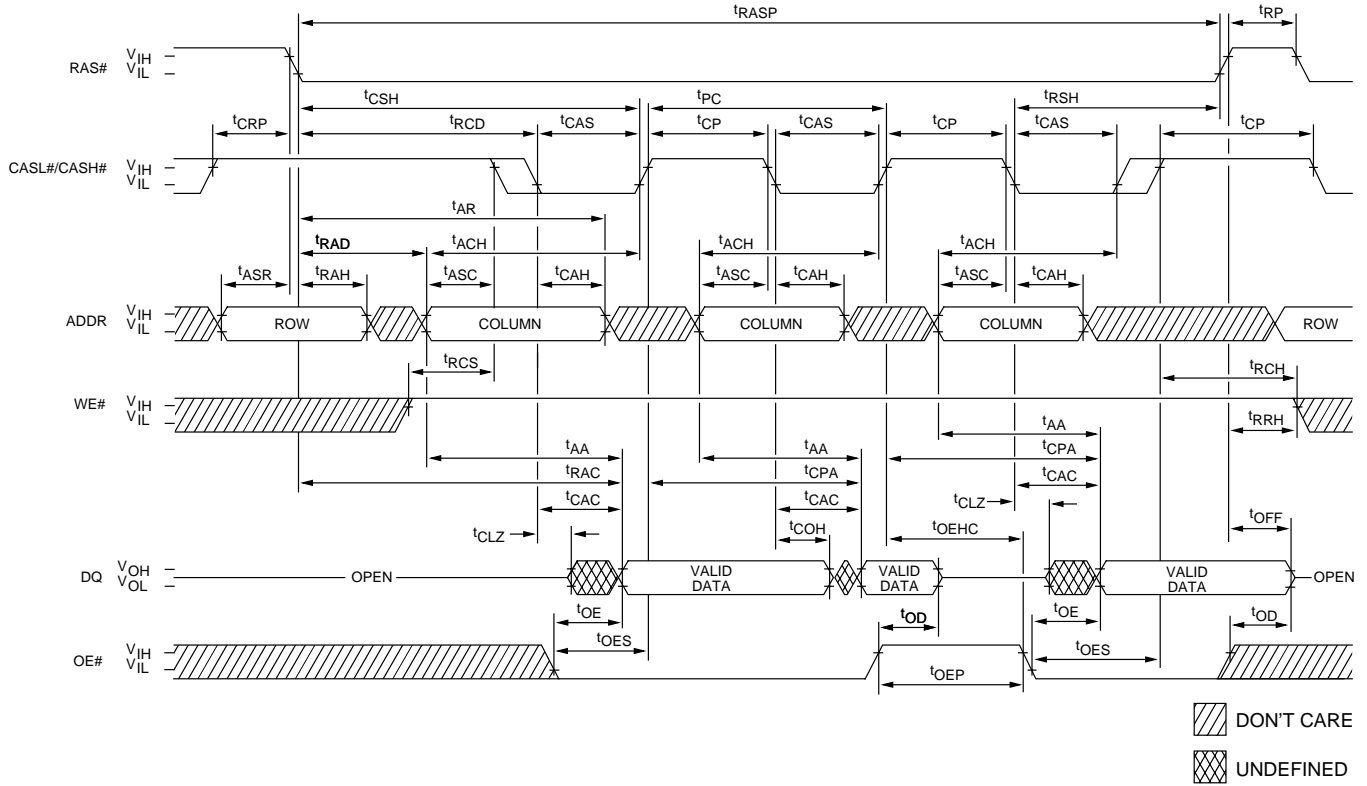 tRASP tRP
RAS# VIH
VIL
tCSH tPC tRSH
tCRP tRCD tCAS tCP tCAS tCP tCAS tCP
CASL#/CASH# VIH
VIL
tAR
tRAD tACH tACH tACH
tASR tRAH tASC tCAH tASC tCAH tASC tCAH
ADDR VIH
VIL
ROW COLUMN COLUMN COLUMN ROW
tRCS tRCH
WE# VIH
VIL
tRRH
tAA tAA tAA
tRAC tCPA tCPA
tCAC tCAC tCAC
tCLZ tCOH tOEHC tCLZ tOFF
DQ VOH
VOL
OPEN VALID DATA VALID DATA VALID DATA OPEN
tOE tOD tOE tOD
tOES tOES
OE# VIH
VIL
tOEP
DON'T CARE
UNDEFINED